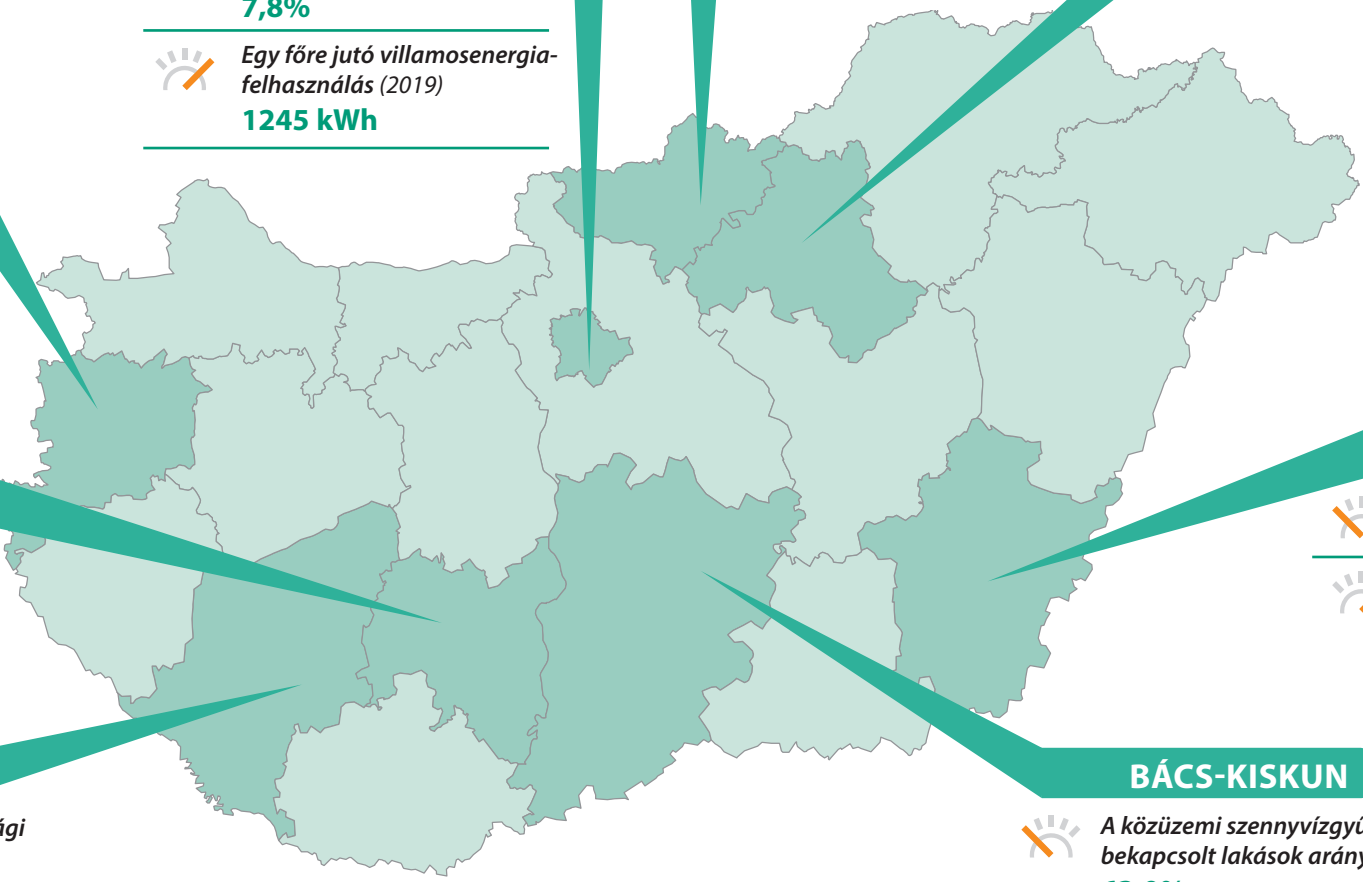 7,8%
Egy főre jutó villamosenergia-
felhasználás (2019)
1245 kWh
BÁCS-KISKUN
A közüzemi szennyvízgyű
bekapcsolt lakások arány